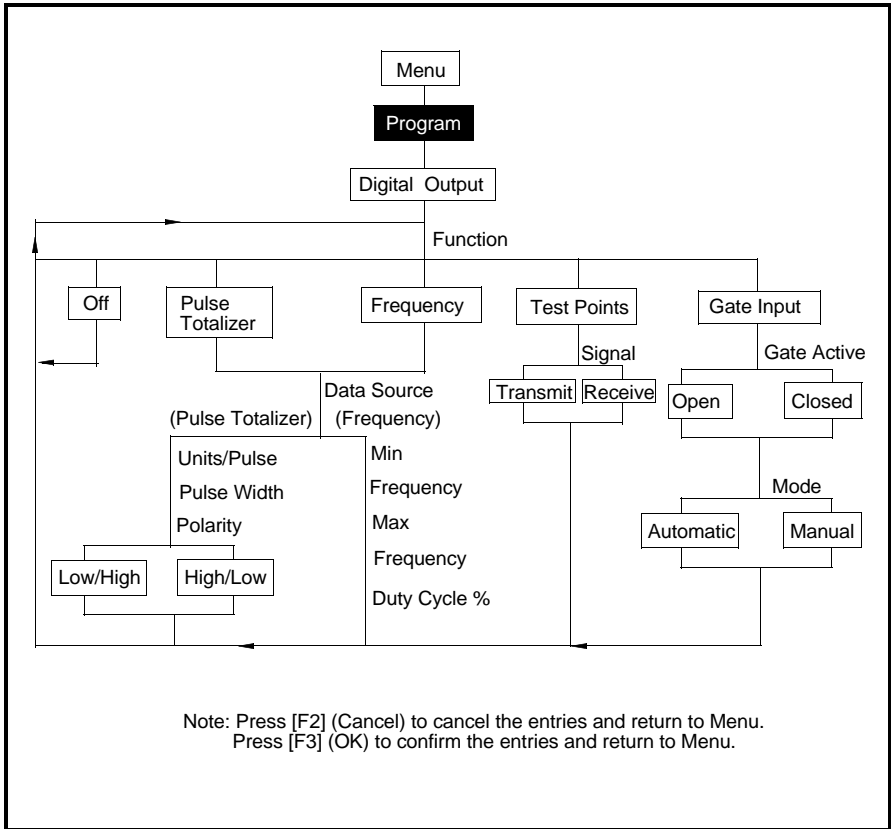 Menu
Program
Digital Output
Function
Off
Pulse
Totalizer
Frequency
Test Points
Gate Input
Signal
Gate Active
Transmit
Receive
Open
Closed
Data Source
(Pulse Totalizer)
(Frequency)
Units/Pulse
Pulse Width
Polarity
Min
Frequency
Max
Frequency
Duty Cycle %
Mode
Automatic
Manual
Low/High
High/Low
Note: Press [F2] (Cancel) to cancel the entries and return to Menu.
Press [F3] (OK) to confirm the entries and return to Menu.